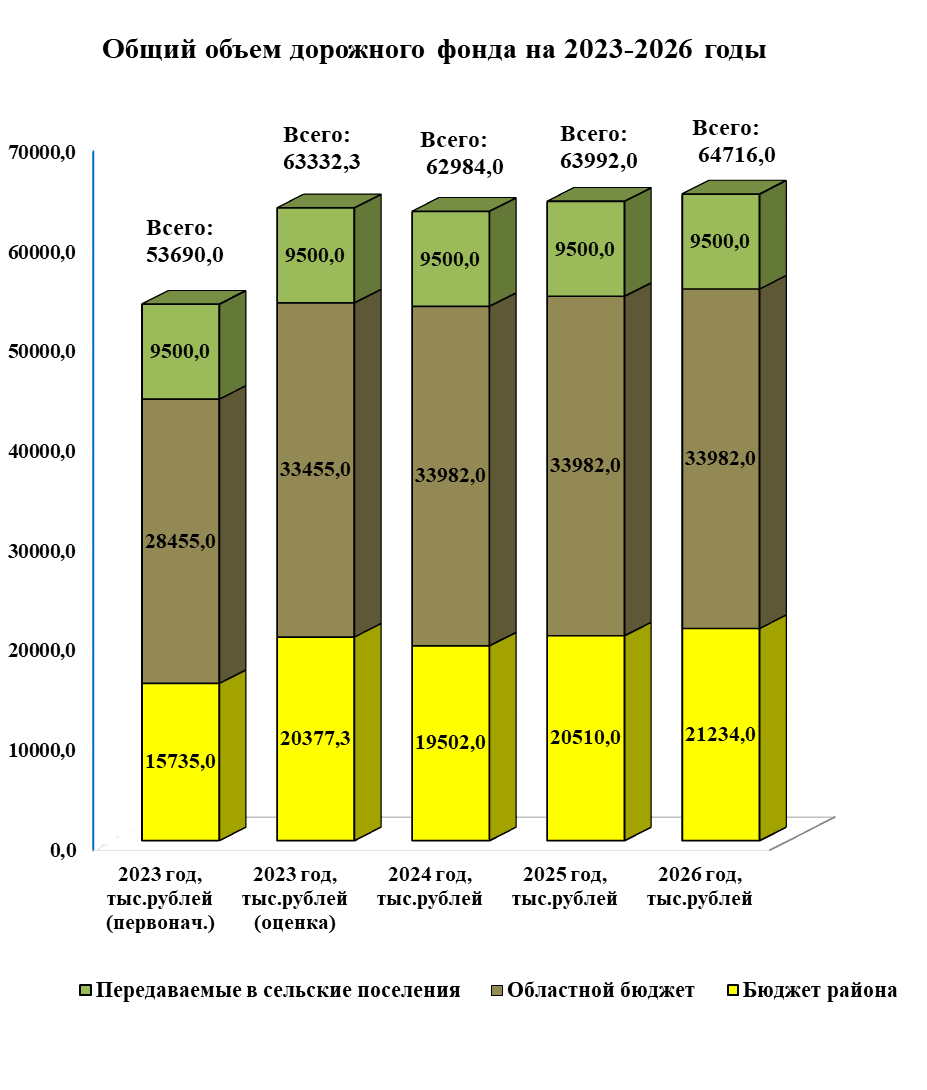 Общий объем дорожного фонда на 2023-2026 годы
Всего:
53690,0
Всего:
63332,3
Всего:
62984,0
Всего:
63992,0
Всего:
64716,0
70000,0
60000,0
50000,0
40000,0
30000,0
20000,0
10000,0
0,0
9500,0
9500,0
9500,0
9500,0
9500,0
28455,0
33455,0
33982,0
33982,0
33982,0
15735,0
20377,3
19502,0
20510,0
21234,0
2023 год,
тыс.рублей
(первонач.)
2023 год,
тыс.рублей
(оценка)
2024 год,
тыс.рублей
2025 год,
тыс.рублей
2026 год,
тыс.рублей
Передаваемые в сельские поселения
Областной бюджет
Бюджет района